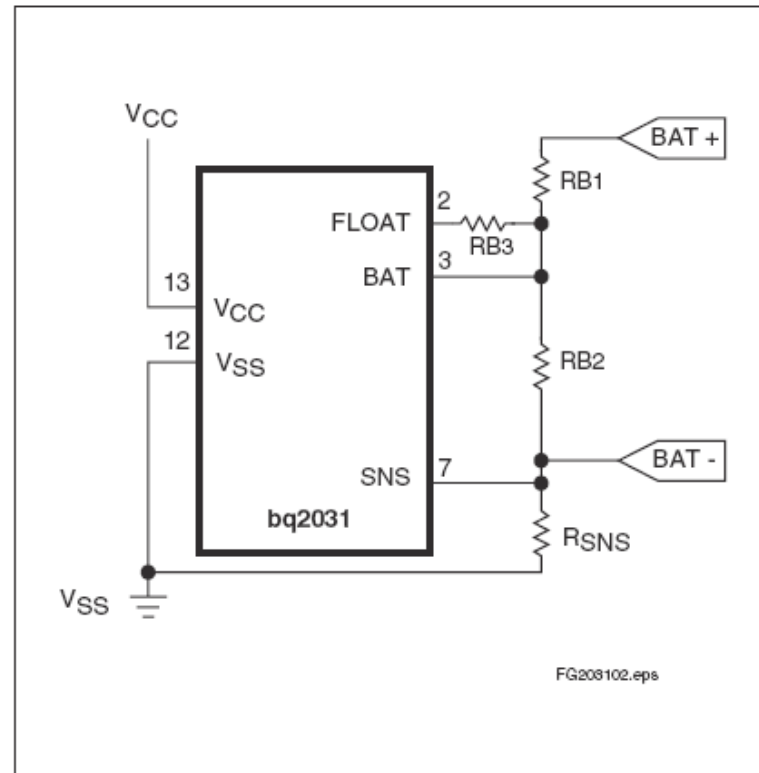 VCC
BAT +
RB1
2
FLOAT
RB3
3
BAT
13
VCC
12
VSS
RB2
BAT -
7
SNS
bq2031
RSNS
VSS
FG203102.eps